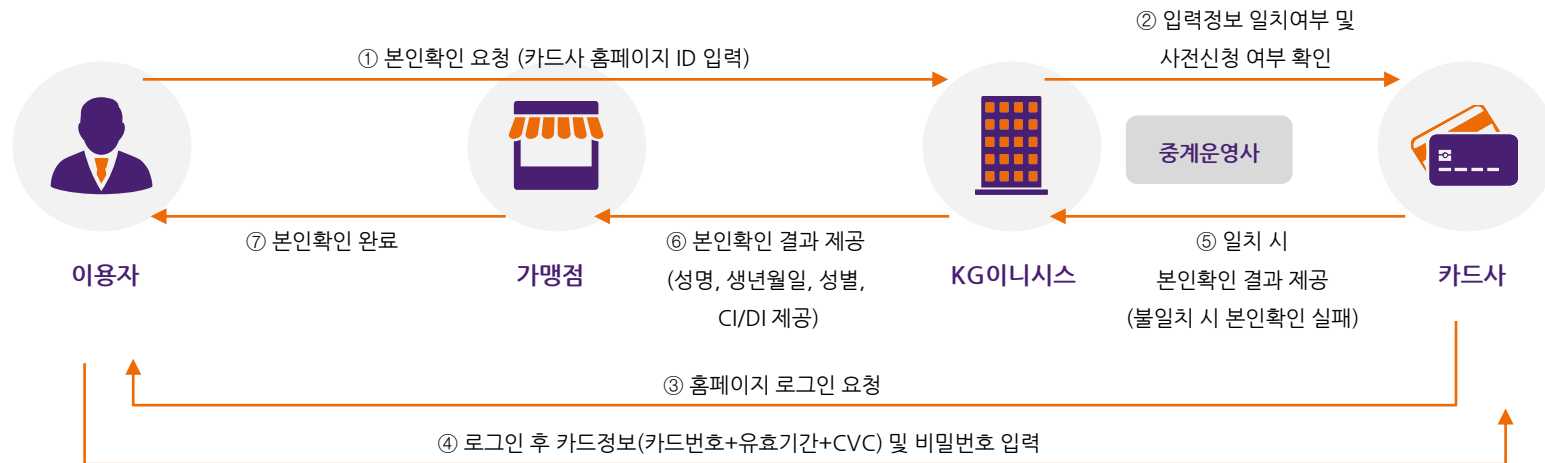 ② 입력정보 일치여부 및
사전신청 여부 확인
① 본인확인 요청 (카드사 홈페이지 ID 입력)
중계운영사
⑦ 본인확인 완료
⑥ 본인확인 결과 제공
(성명, 생년월일, 성별,
CI/DI 제공)
⑤ 일치 시
본인확인 결과 제공
(불일치 시 본인확인 실패)
이용자
가맹점
KG이니시스
카드사
③ 홈페이지 로그인 요청
④ 로그인 후 카드정보(카드번호+유효기간+CVC) 및 비밀번호 입력